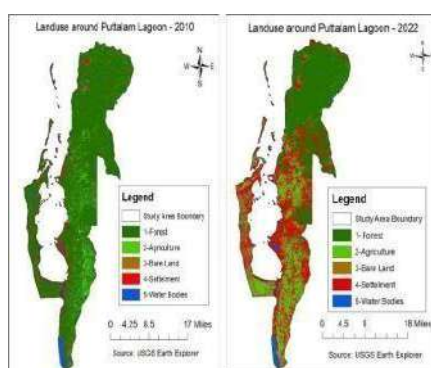 Landuse around Puttalam Lagoon - 2010
N
W E
S
Legend
Study Area Boundary
1-Forest
2-Agriculture
3-Bare Land
4-Settelment
5-Water Bodies
0 4.25 8.5 17 Miles
Source: USGS Earth Explorer
Landuse around Puttalam Lagoon - 2022
N
W E
S
Legend
Study Area Boundary
1- Forest
2- Agriculture
3-Bare Land
4-Settlement
5-Water Bodies
0 4.5 9 18 Miles
Source: USGS Earth Explorer